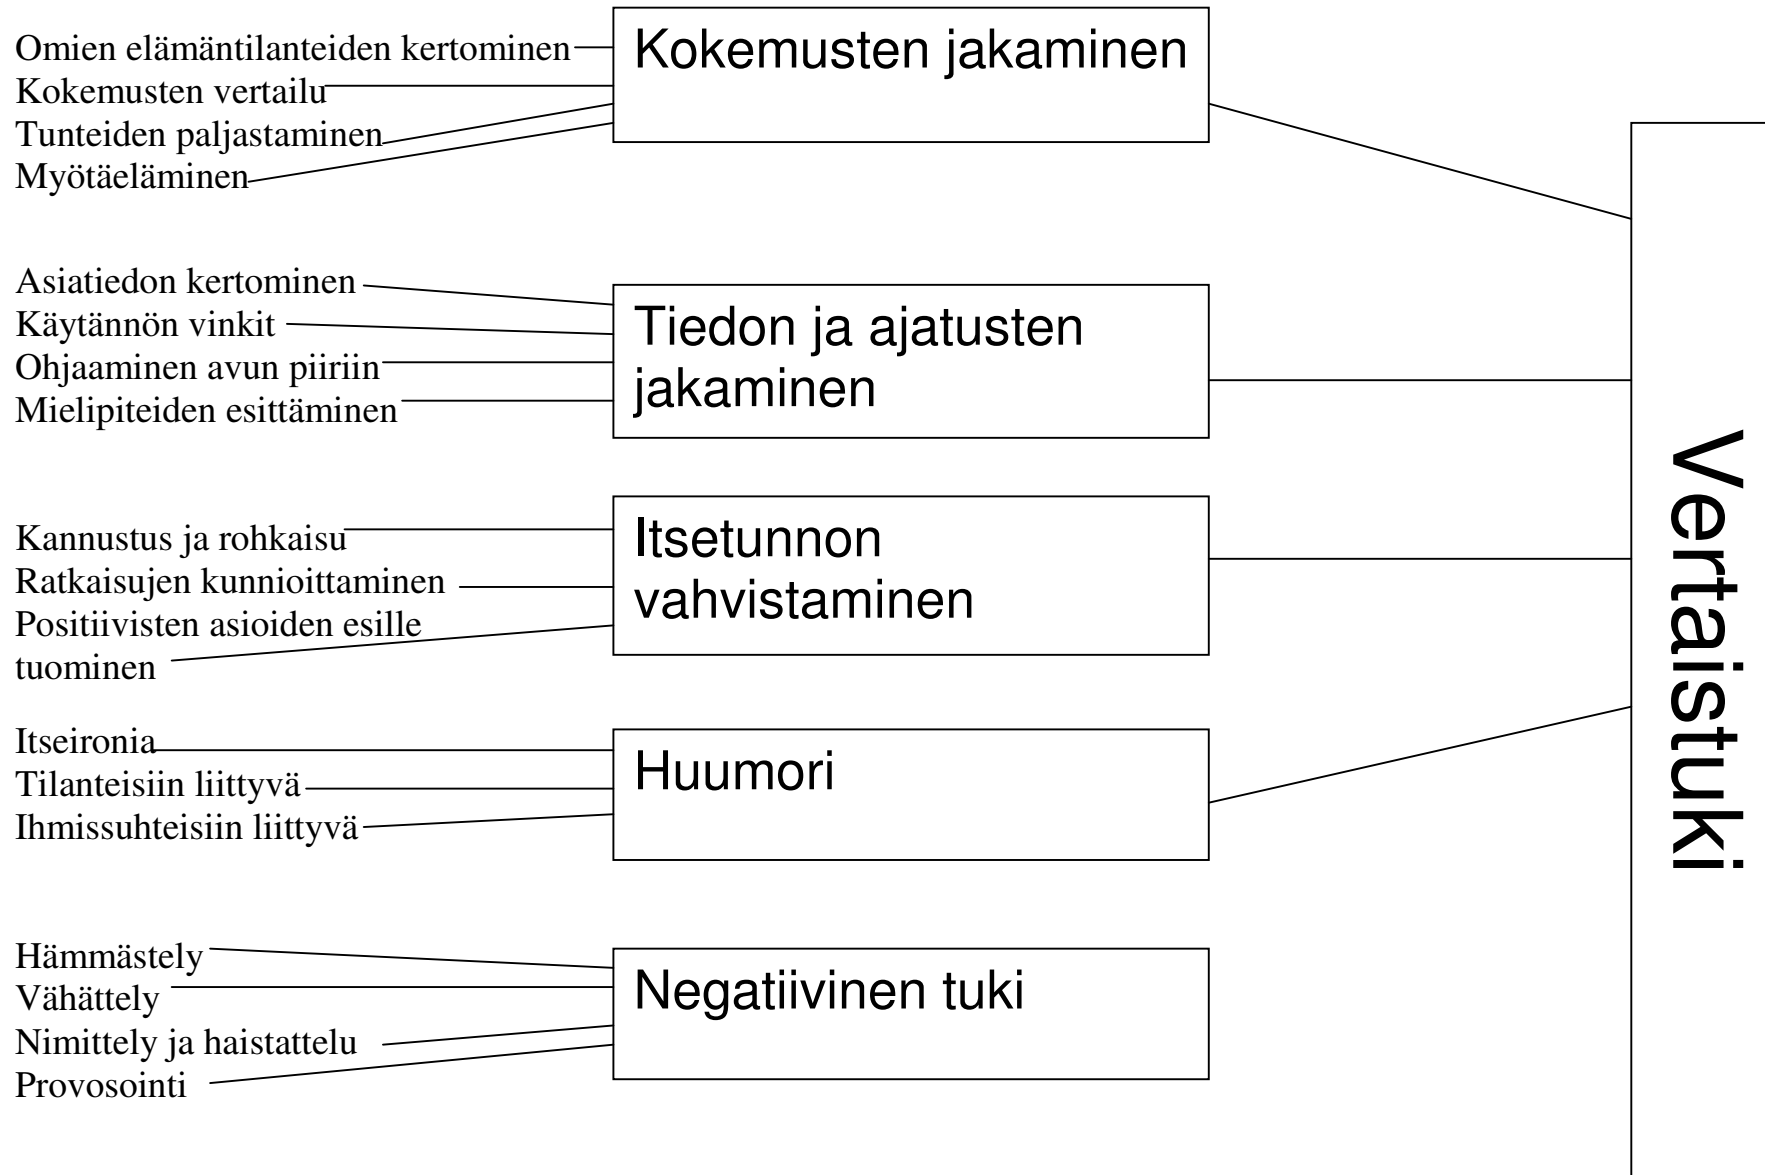 Omien elämäntilanteiden kertominen
Kokemusten vertailu
Tunteiden paljastaminen
Myötäeläminen
Kokemusten jakaminen
Asiatiedon kertominen
Käytännön vinkit
Ohjaaminen avun piiriin
Mielipiteiden esittäminen
Tiedon ja ajatusten
jakaminen
Kannustus ja rohkaisu
Ratkaisujen kunnioittaminen
Positiivisten asioiden esille
tuominen
Itsetunnon
vahvistaminen
Itseironia
Tilanteisiin liittyvä
Ihmissuhteisiin liittyvä
Huumori
Hämmästely
Vähättely
Nimittely ja haistattelu
Provosointi
Negatiivinen tuki
Vertaistuki